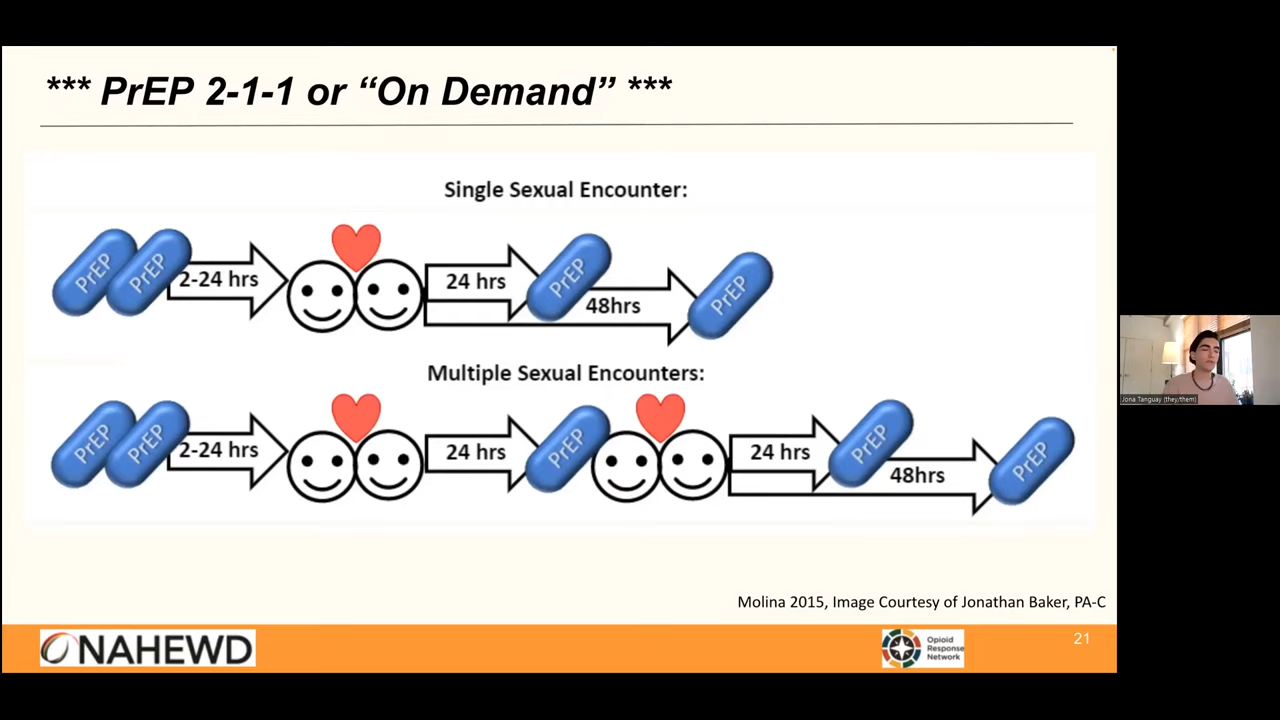 *** PrEP 2-1-1 or “On Demand” ***
Single Sexual Encounter:
PrEP PrEP 2-24 hrs 24 hrs PrEP 48hrs PrEP
Multiple Sexual Encounters:
PrEP PrEP 2-24 hrs 24 hrs PrEP 24 hrs PrEP 48hrs PrEP
Jona Tanguay (they/them)
Molina 2015, Image Courtesy of Jonathan Baker, PA-C
NAHEWD
Opioid
Response
Network
21